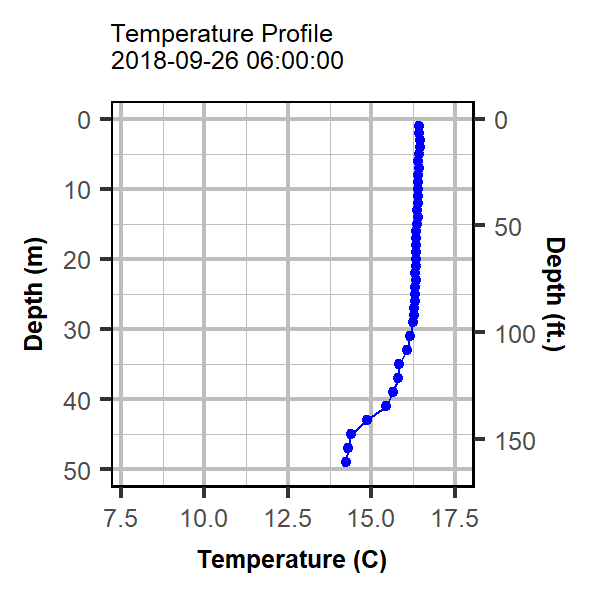 Temperature Profile
2018-09-26 06:00:00
0
10
20
30
40
50
Depth (m)
0
50
100
150
Depth (ft.)
7.5 10.0 12.5 15.0 17.5
Temperature (C)